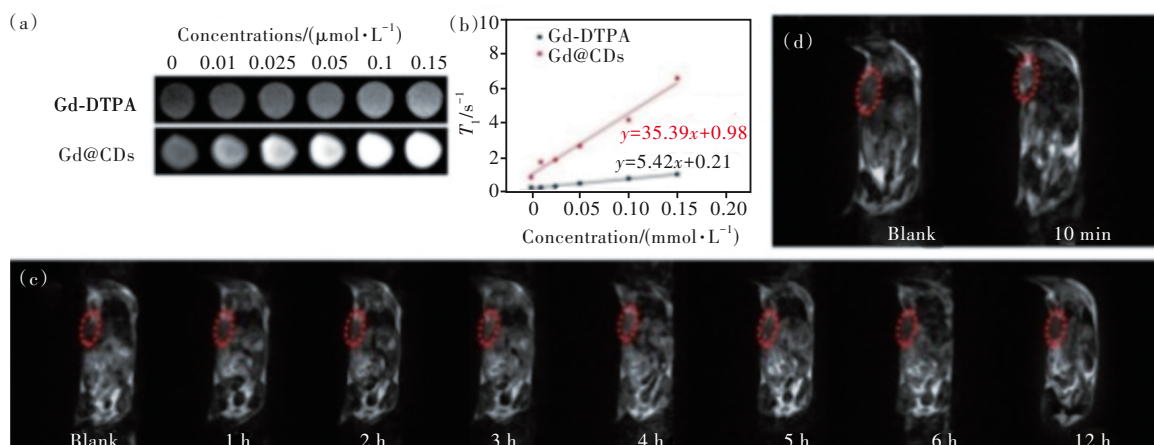 (a)
Concentrations/(μmol·L⁻¹)
0 0.01 0.025 0.05 0.1 0.15
Gd-DTPA
Gd@CDs
(b)
10
8
6
4
2
0
T₁/s⁻¹
Gd-DTPA
Gd@CDs
y=35.39x+0.98
y=5.42x+0.21
0 0.05 0.10 0.15 0.20
Concentration/(mmol·L⁻¹)
(d)
Blank 10 min
(c)
Blank 1 h 2 h 3 h 4 h 5 h 6 h 12 h